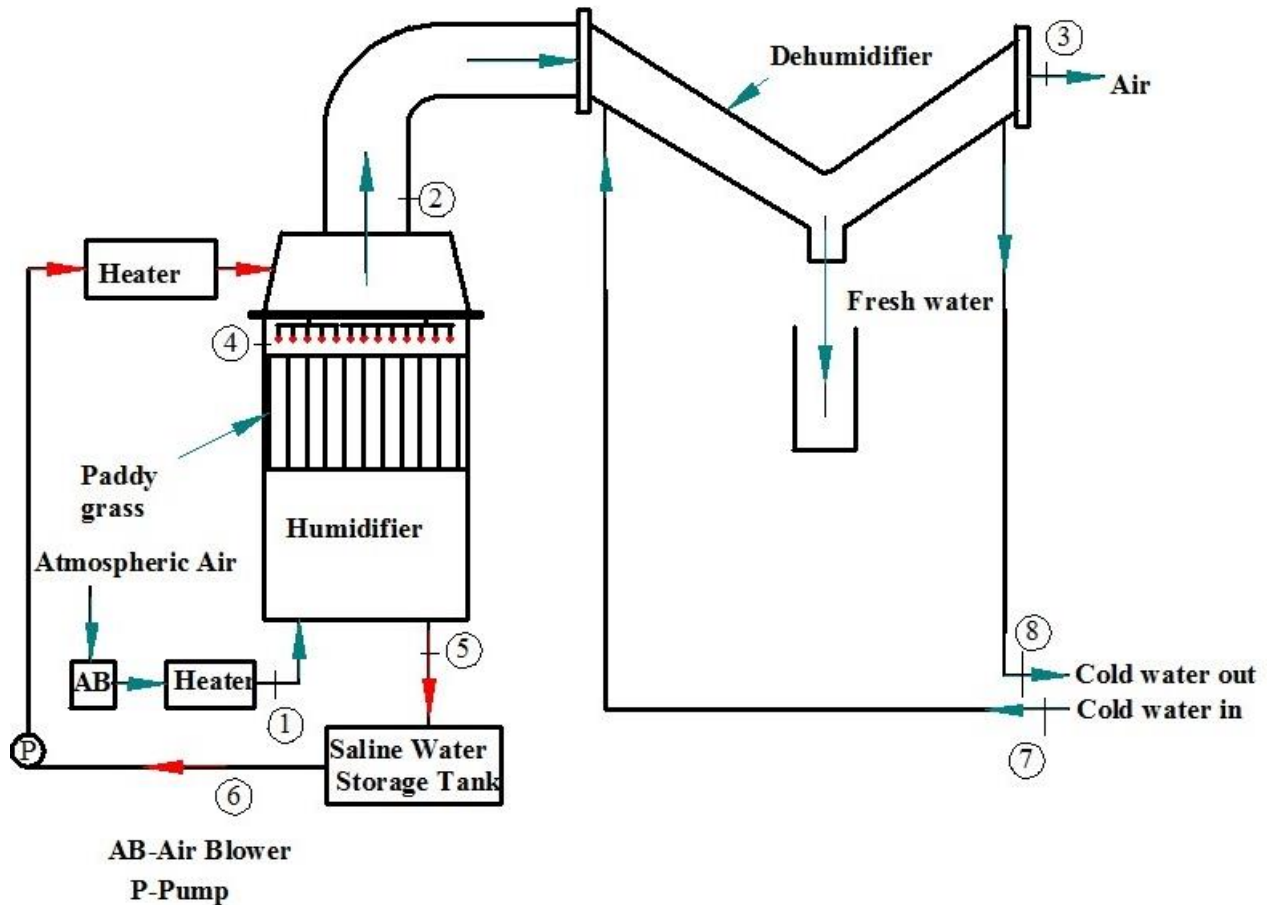 3
Dehumidifier
Air
2
Heater
Fresh water
4
Paddy
grass
Humidifier
Atmospheric Air
5
8
AB
Heater
Cold water out
Cold water in
1
P
Saline Water
Storage Tank
7
6
AB-Air Blower
P-Pump